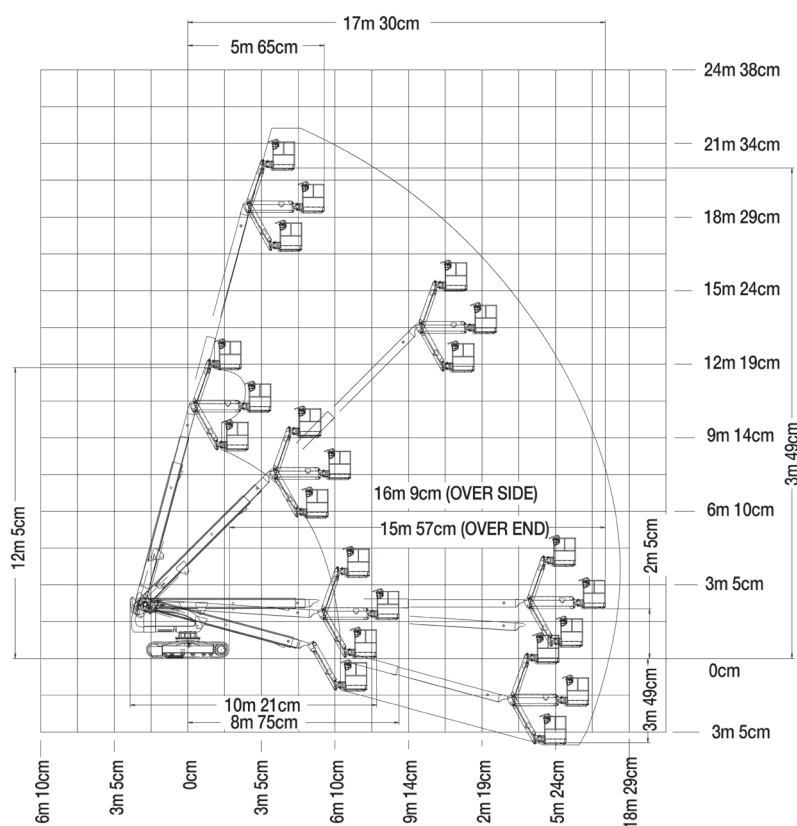 17m 30cm
5m 65cm
24m 38cm
21m 34cm
18m 29cm
15m 24cm
12m 19cm
9m 14cm
3m 49cm
16m 9cm (OVER SIDE)
6m 10cm
15m 57cm (OVER END)
12m 5cm
2m 5cm
3m 5cm
0cm
3m 49cm
10m 21cm
8m 75cm
3m 5cm
6m 10cm
3m 5cm
0cm
3m 5cm
6m 10cm
9m 14cm
2m 19cm
5m 24cm
18m 29cm